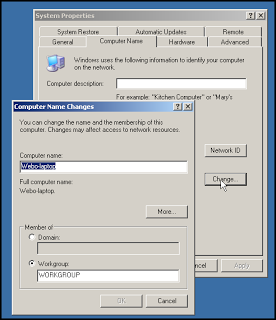 System Properties
System Restore
Automatic Updates
Remote
General
Computer Name
Hardware
Advanced
Windows uses the following information to identify your computer
on the network.
Computer description:
For example: "Kitchen Computer" or "Mary's
Computer Name Changes
You can change the name and the membership of this
computer. Changes may affect access to network resources.
Computer name:
Webo-laptop
Full computer name:
Webo-laptop.
More...
Member of
Domain:
Workgroup:
WORKGROUP
OK
Cancel
Network ID
Change...
Apply